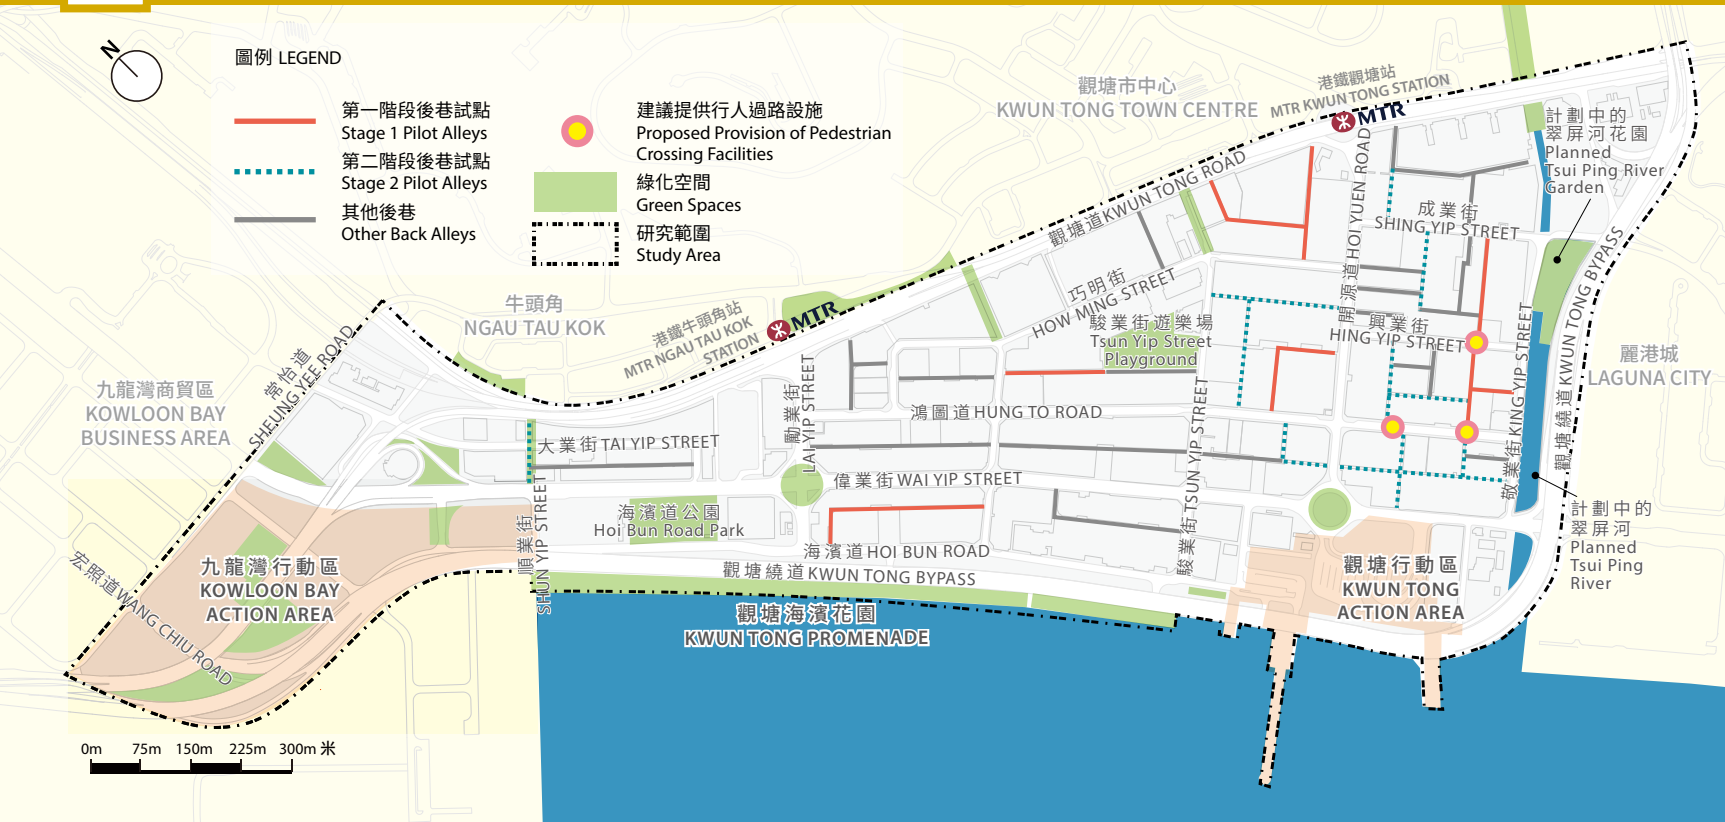 N
圖例 LEGEND
第一階段後巷試點
Stage 1 Pilot Alleys
第二階段後巷試點
Stage 2 Pilot Alleys
其他後巷
Other Back Alleys
建議提供行人過路設施
Proposed Provision of Pedestrian
Crossing Facilities
綠化空間
Green Spaces
研究範圍
Study Area
觀塘市中心
KWUN TONG TOWN CENTRE
港鐵觀塘站
MTR KWUN TONG STATION
MTR
計劃中的
翠屏河花園
Planned
Tsui Ping River
Garden
觀塘道 KWUN TONG ROAD
開源道 HOI YUEN ROAD
成業街
SHING YIP STREET
巧明街
HOW MING STREET
牛頭角
NGAU TAU KOK
港鐵牛頭角站
MTR NGAU TAU KOK
STATION
MTR
駿業街遊樂場
Tsun Yip Street
Playground
興業街
HING YIP STREET
敬業街 KING YIP STREET
觀塘繞道 KWUN TONG BYPASS
麗港城
LAGUNA CITY
九龍灣商貿區
KOWLOON BAY
BUSINESS AREA
常怡道
SHEUNG YEE ROAD
勵業街
LAI YIP STREET
鴻圖道 HUNG TO ROAD
大業街 TAI YIP STREET
偉業街 WAI YIP STREET
駿業街 TSUN YIP STREET
順業街
SHUN YIP STREET
海濱道公園
Hoi Bun Road Park
海濱道 HOI BUN ROAD
觀塘繞道 KWUN TONG BYPASS
計劃中的
翠屏河
Planned
Tsui Ping
River
九龍灣行動區
KOWLOON BAY
ACTION AREA
宏照道 WANG CHIU ROAD
觀塘行動區
KWUN TONG
ACTION AREA
觀塘海濱花園
KWUN TONG PROMENADE
0m 75m 150m 225m 300m 米